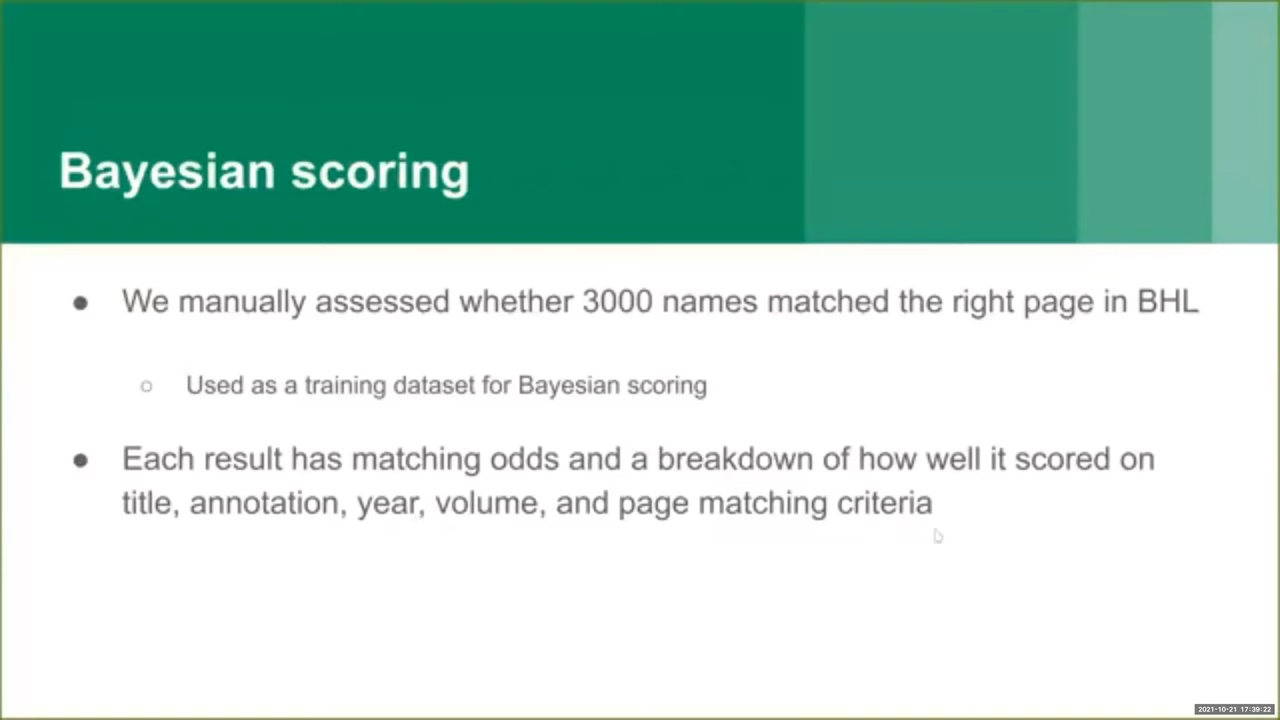 Bayesian scoring
● We manually assessed whether 3000 names matched the right page in BHL
○ Used as a training dataset for Bayesian scoring
● Each result has matching odds and a breakdown of how well it scored on
title, annotation, year, volume, and page matching criteria
2021-10-21 17:39:22